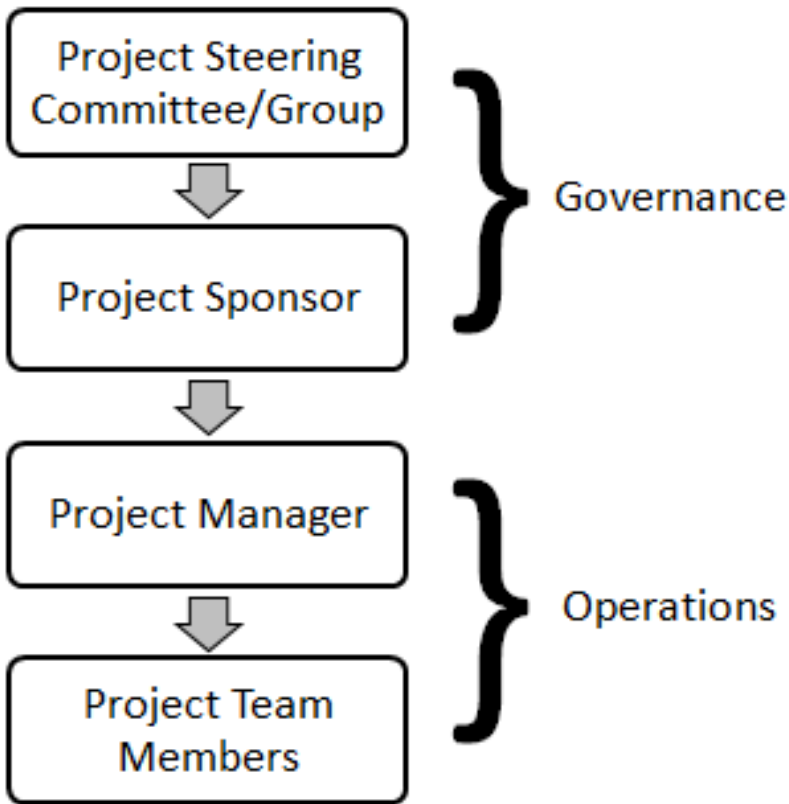 Project Steering
Committee/Group
Governance
Project Sponsor
Project Manager
Operations
Project Team
Members